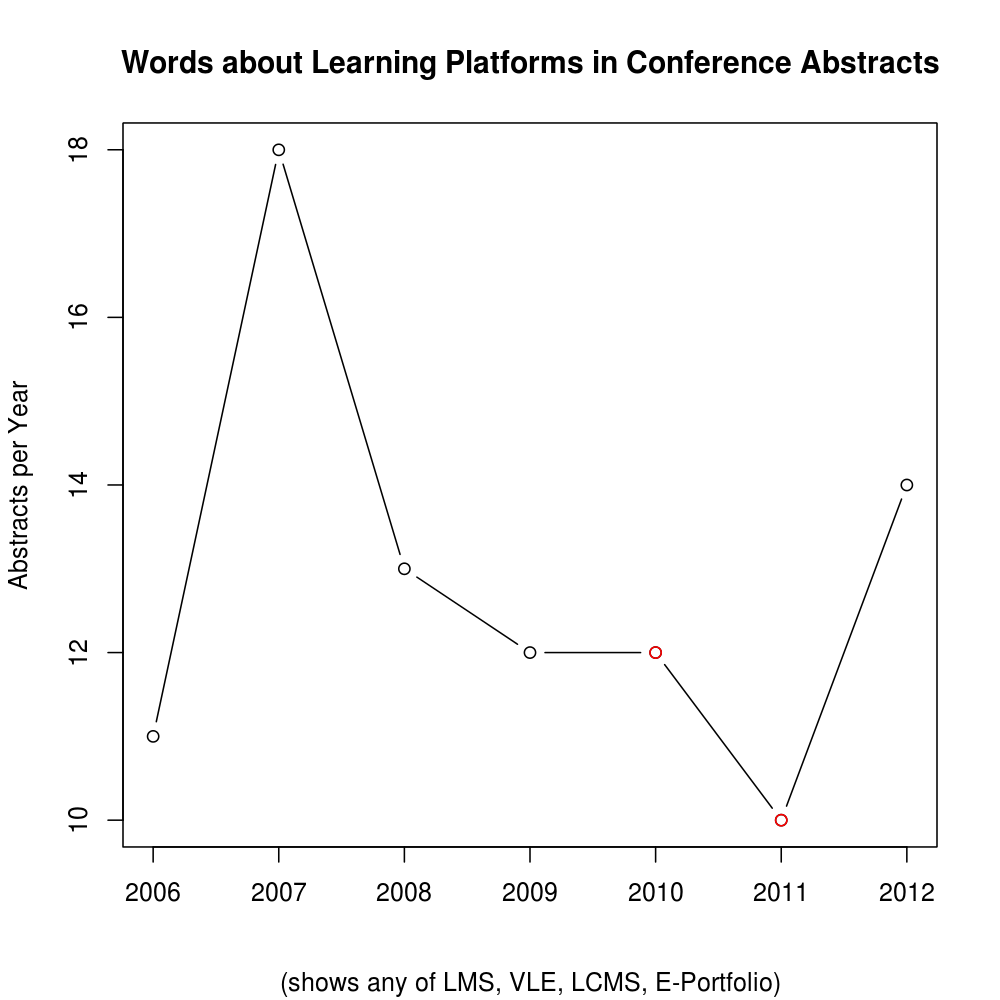 Words about Learning Platforms in Conference Abstracts
Abstracts per Year
18
16
14
12
10
2006 2007 2008 2009 2010 2011 2012
(shows any of LMS, VLE, LCMS, E-Portfolio)